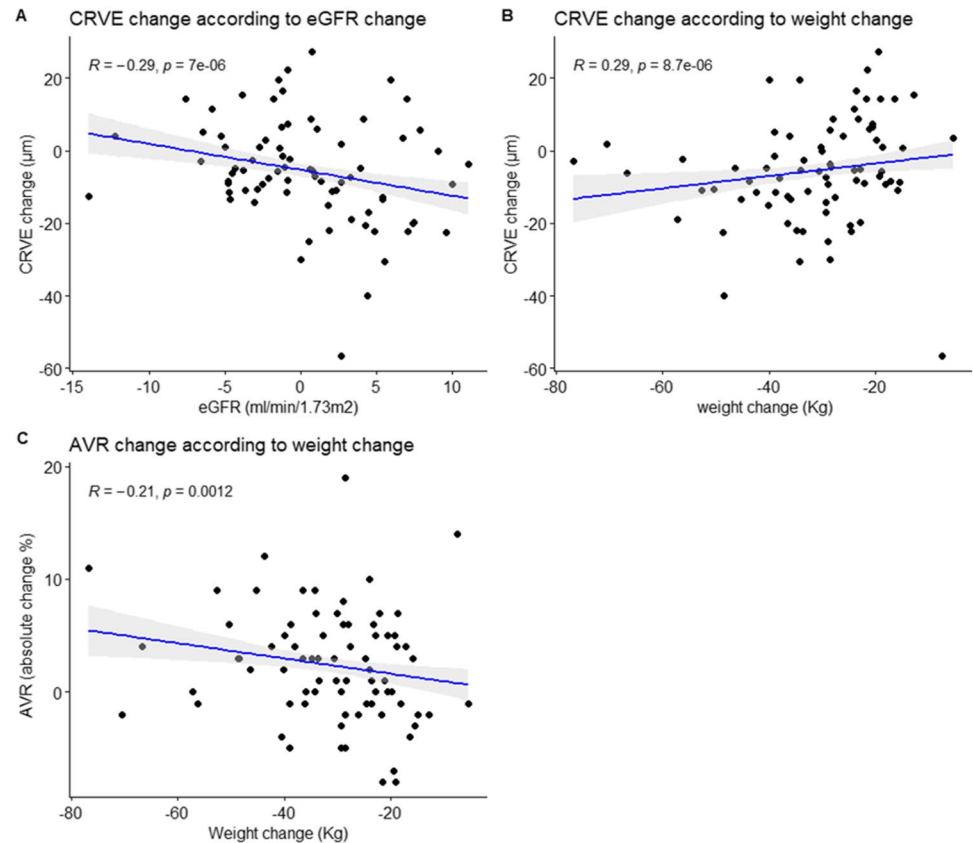 A CRVE change according to eGFR change
R = −0.29, p = 7e-06
CRVE change (µm)
20
0
-20
-40
-60
-15 -10 -5 0 5 10
eGFR (ml/min/1.73m2)
B CRVE change according to weight change
R = 0.29, p = 8.7e-06
CRVE change (µm)
20
0
-20
-40
-60
-80 -60 -40 -20
weight change (Kg)
C AVR change according to weight change
R = −0.21, p = 0.0012
AVR (absolute change %)
20
10
0
-80 -60 -40 -20
Weight change (Kg)